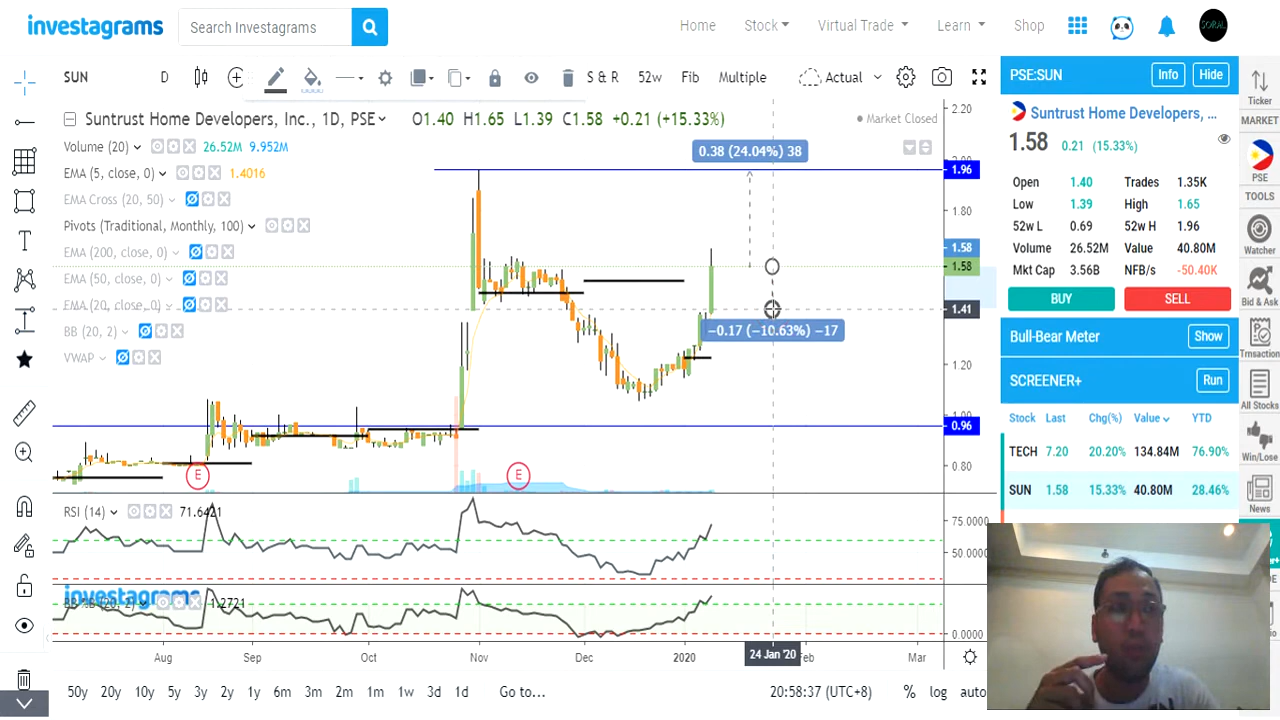 investagrams Search Investagrams Home Stock Virtual Trade Learn Shop SORAL
SUN D S & R 52w Fib Multiple Actual
Suntrust Home Developers, Inc., 1D, PSE O1.40 H1.65 L1.39 C1.58 +0.21 (+15.33%) Market Closed
Volume (20) 26.52M 9.952M
EMA (5, close, 0) 1.4016
EMA Cross (20, 50)
Pivots (Traditional, Monthly, 100)
EMA (200, close, 0)
EMA (50, close, 0)
EMA (20, close, 0)
BB (20, 2)
VWAP
0.38 (24.04%) 38
−0.17 (−10.63%) −17
2.20
2.00
1.96
1.80
1.58
1.58
1.41
1.20
1.00
0.96
0.80
E E
RSI (14) 71.6421
75.0000
50.0000
investagrams
BB %B (20, 2) 1.2721
0.0000
Aug Sep Oct Nov Dec 2020 24 Jan '20 Feb Mar
50y 20y 10y 5y 3y 2y 1y 6m 3m 2m 1m 1w 3d 1d Go to... 20:58:37 (UTC+8) % log auto
PSE:SUN Info Hide
Suntrust Home Developers, ...
1.58 0.21 (15.33%)
Open 1.40 Trades 1.35K
Low 1.39 High 1.65
52w L 0.69 52w H 1.96
Volume 26.52M Value 40.80M
Mkt Cap 3.56B NFB/s -50.40K
BUY SELL
Bull-Bear Meter Show
SCREENER+ Run
Stock Last Chg(%) Value YTD
TECH 7.20 20.20% 134.84M 76.90%
SUN 1.58 15.33% 40.80M 28.46%
Ticker
MARKET
PSE
TOOLS
Watcher
Bid & Ask
Trnsaction
All Stocks
Win/Lose
News